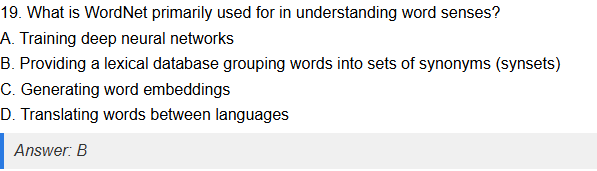 19. What is WordNet primarily used for in understanding word senses?
A. Training deep neural networks
B. Providing a lexical database grouping words into sets of synonyms (synsets)
C. Generating word embeddings
D. Translating words between languages
Answer: B